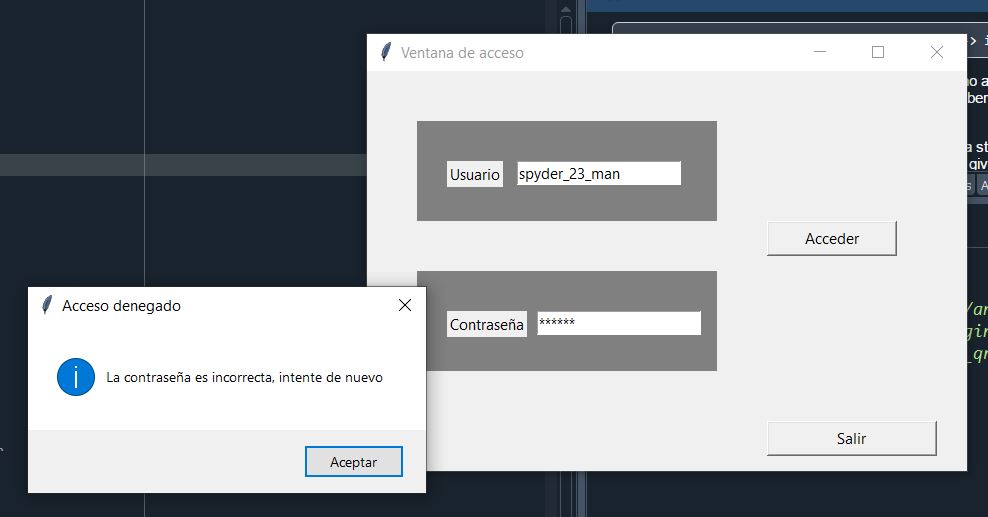 Ventana de acceso
Usuario
spyder_23_man
Acceder
Acceso denegado
Contraseña
******
La contraseña es incorrecta, intente de nuevo
Aceptar
Salir